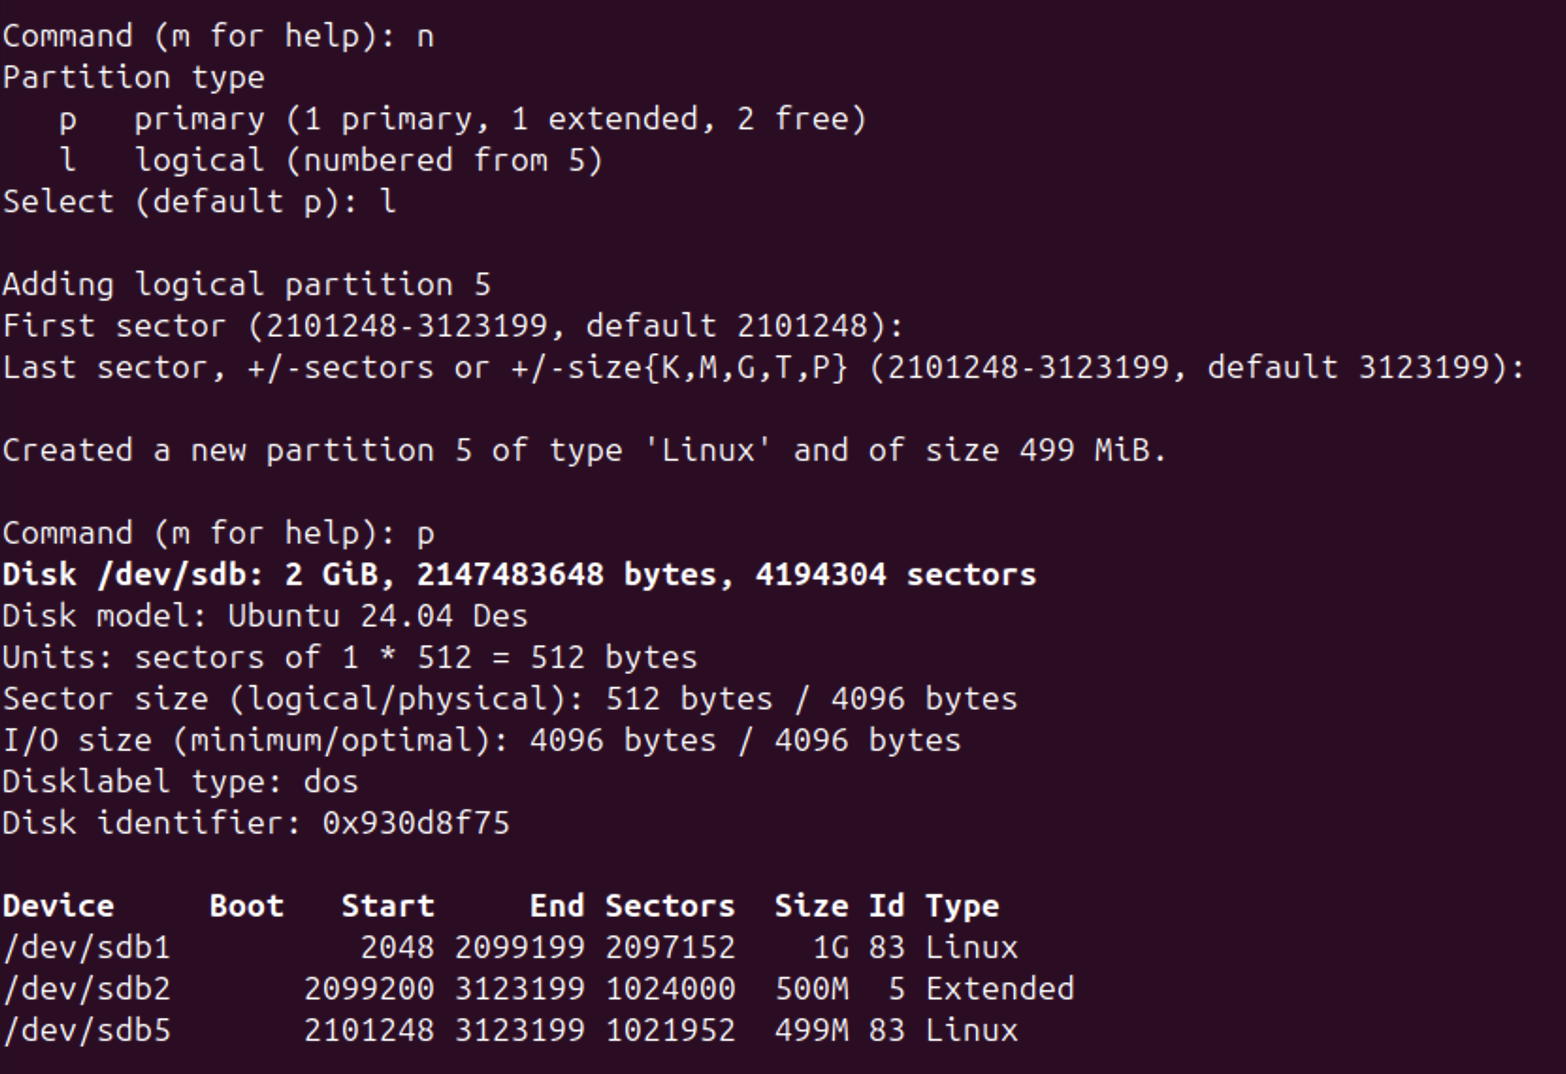 Command (m for help): n
Partition type
   p   primary (1 primary, 1 extended, 2 free)
   l   logical (numbered from 5)
Select (default p): l

Adding logical partition 5
First sector (2101248-3123199, default 2101248):
Last sector, +/-sectors or +/-size{K,M,G,T,P} (2101248-3123199, default 3123199):

Created a new partition 5 of type 'Linux' and of size 499 MiB.

Command (m for help): p
Disk /dev/sdb: 2 GiB, 2147483648 bytes, 4194304 sectors
Disk model: Ubuntu 24.04 Des
Units: sectors of 1 * 512 = 512 bytes
Sector size (logical/physical): 512 bytes / 4096 bytes
I/O size (minimum/optimal): 4096 bytes / 4096 bytes
Disklabel type: dos
Disk identifier: 0x930d8f75

Device     Boot   Start     End Sectors  Size Id Type
/dev/sdb1          2048 2099199 2097152    1G 83 Linux
/dev/sdb2       2099200 3123199 1024000  500M  5 Extended
/dev/sdb5       2101248 3123199 1021952  499M 83 Linux